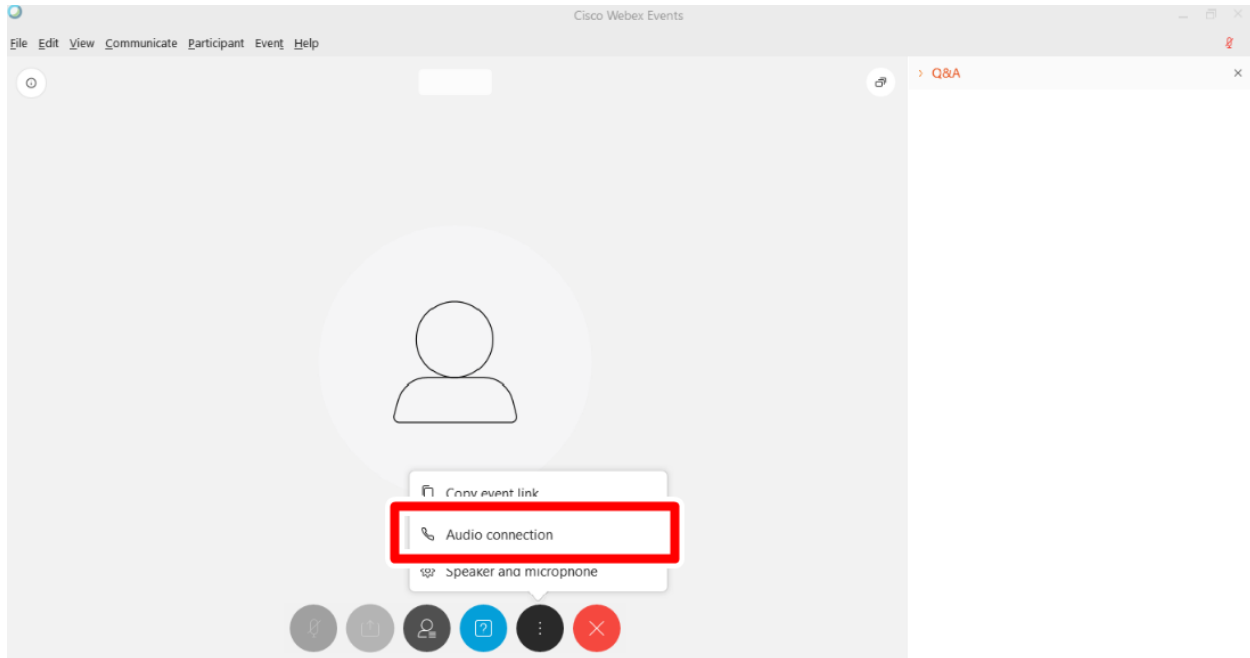 Cisco Webex Events
File Edit View Communicate Participant Event Help
Q&A
Copy event link
Audio connection
Speaker and microphone